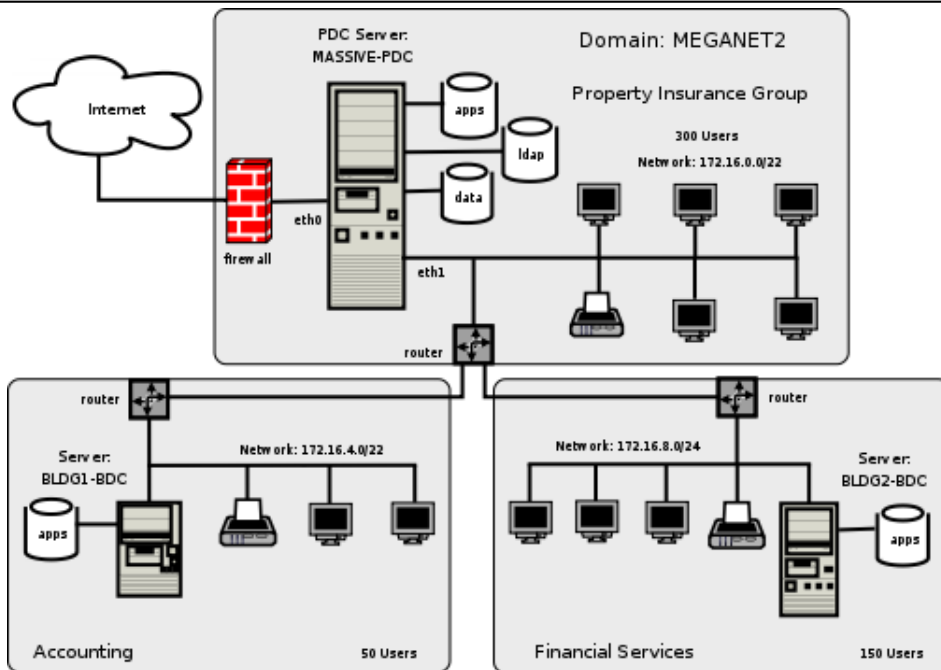 PDC Server:
MASSIVE-PDC
Domain: MEGANET2
Internet
apps
Property Insurance Group
ldap
300 Users
Network: 172.16.0.0/22
data
eth0
firewall
eth1
router
router
Network: 172.16.4.0/22
Server:
BLDG1-BDC
apps
Accounting
50 Users
router
Network: 172.16.8.0/24
Server:
BLDG2-BDC
apps
Financial Services
150 Users